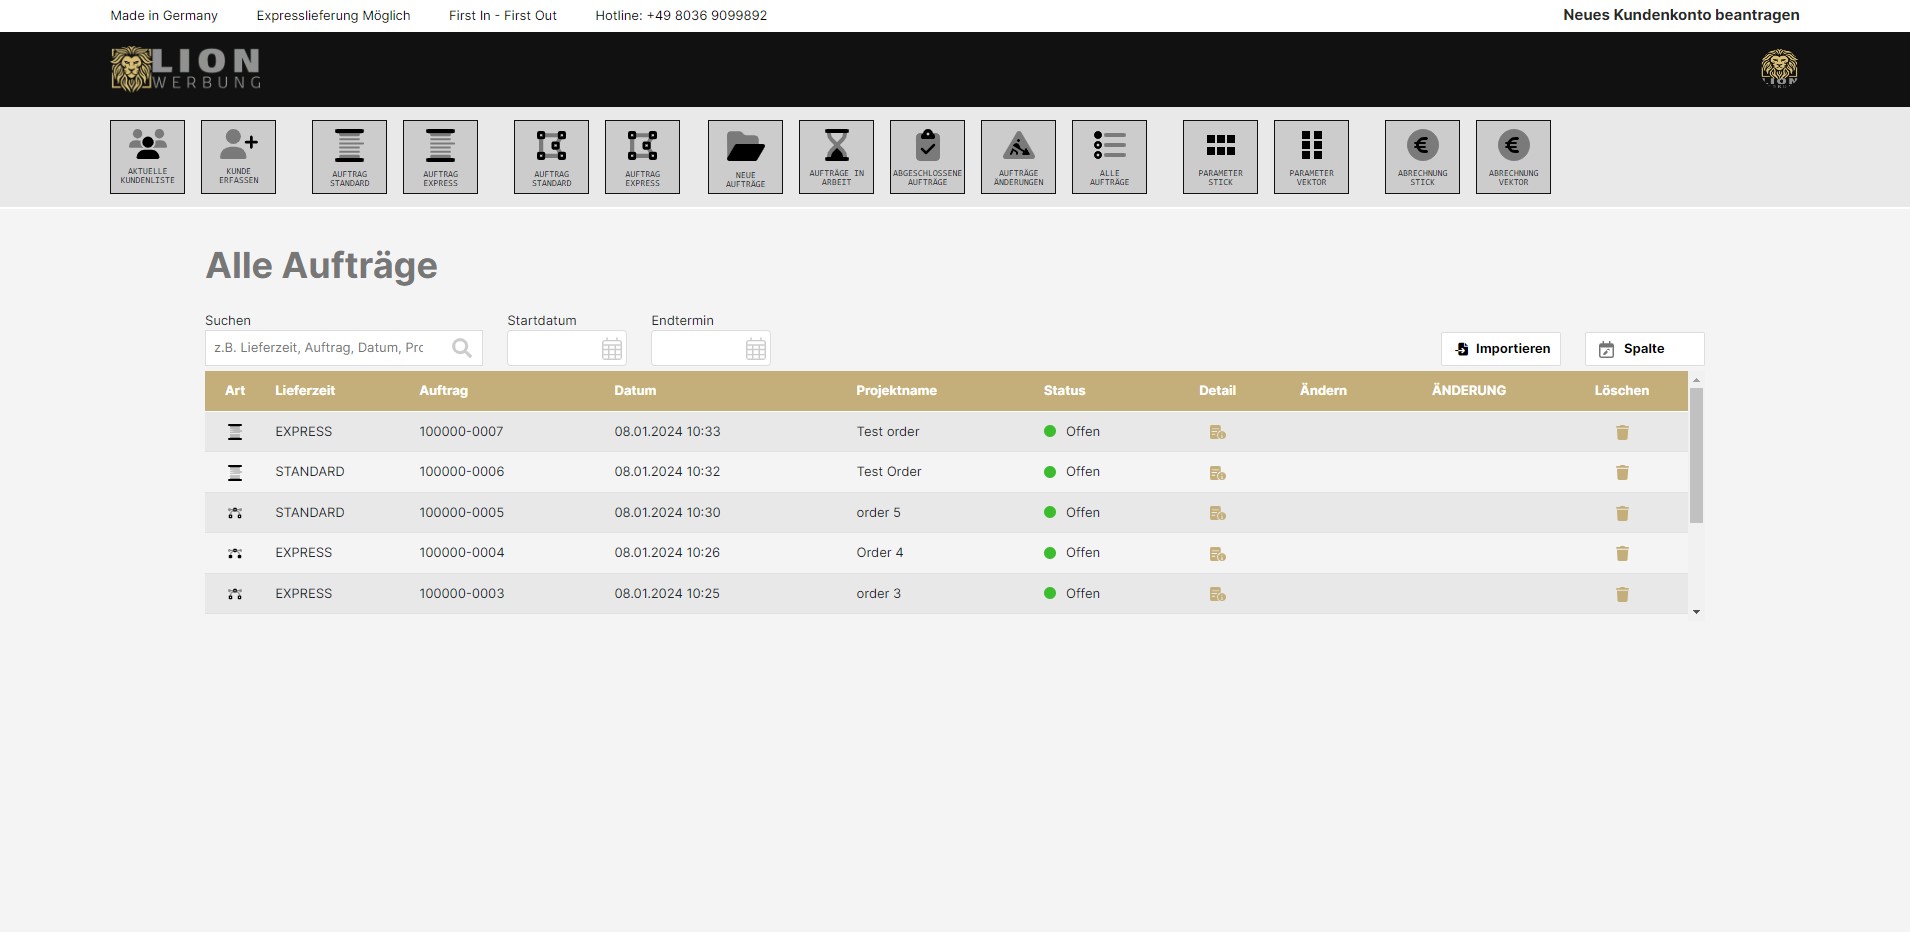 Made in Germany Expresslieferung Möglich First In - First Out Hotline: +49 8036 9099892 Neues Kundenkonto beantragen
LION
WERBUNG
LION
AKTUELLE KUNDENLISTE
KUNDE ERFASSEN
AUFTRAG STANDARD
AUFTRAG EXPRESS
AUFTRAG STANDARD
AUFTRAG EXPRESS
NEUE AUFTRÄGE
AUFTRÄGE IN ARBEIT
ABGESCHLOSSENE AUFTRÄGE
AUFTRÄGE ÄNDERUNGEN
ALLE AUFTRÄGE
PARAMETER STICK
PARAMETER VEKTOR
ABRECHNUNG STICK
ABRECHNUNG VEKTOR
Alle Aufträge
Suchen Startdatum Endtermin
z.B. Lieferzeit, Auftrag, Datum, Prc Importieren Spalte
Art Lieferzeit Auftrag Datum Projektname Status Detail Ändern ÄNDERUNG Löschen
EXPRESS 100000-0007 08.01.2024 10:33 Test order Offen
STANDARD 100000-0006 08.01.2024 10:32 Test Order Offen
STANDARD 100000-0005 08.01.2024 10:30 order 5 Offen
EXPRESS 100000-0004 08.01.2024 10:26 Order 4 Offen
EXPRESS 100000-0003 08.01.2024 10:25 order 3 Offen